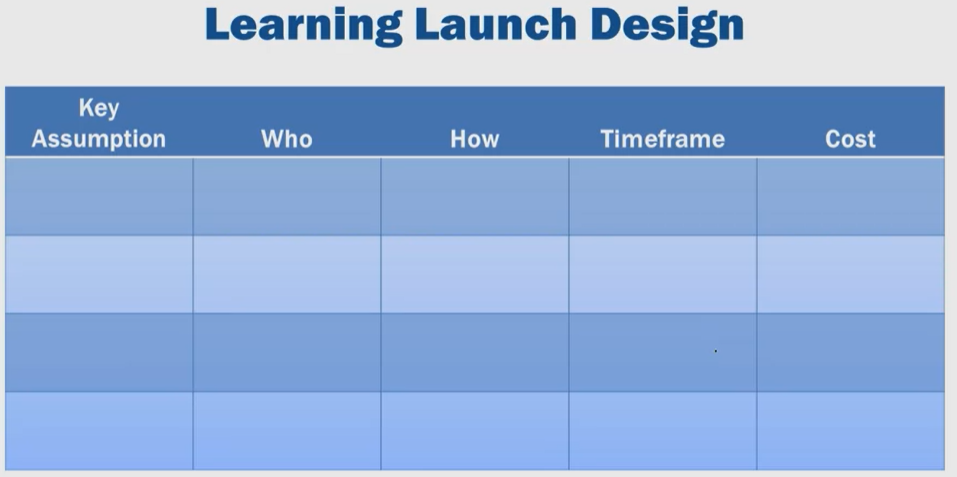 Learning Launch Design
Key
Assumption
Who
How
Timeframe
Cost